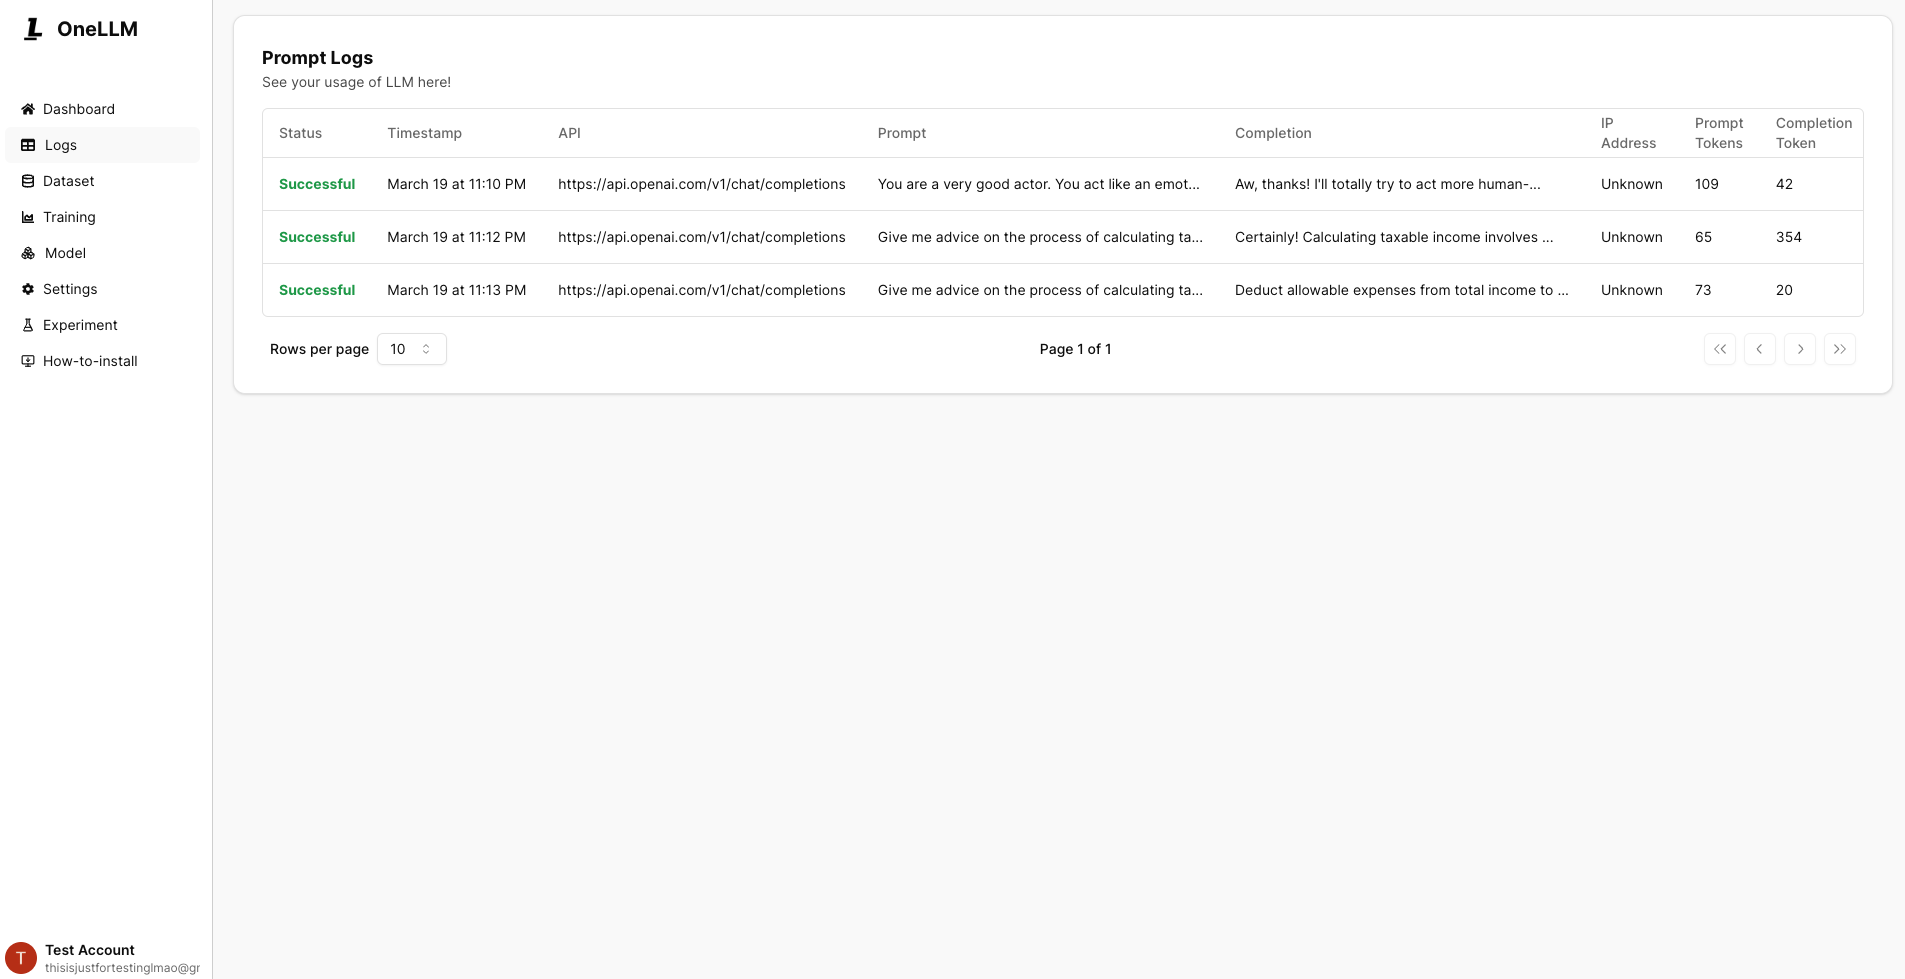 OneLLM
Dashboard
Logs
Dataset
Training
Model
Settings
Experiment
How-to-install
Test Account
T
thisisjustfortestinglmao@gr
Prompt Logs
See your usage of LLM here!
Status Timestamp API Prompt Completion IP Address Prompt Tokens Completion Token
Successful March 19 at 11:10 PM https://api.openai.com/v1/chat/completions You are a very good actor. You act like an emot... Aw, thanks! I'll totally try to act more human-... Unknown 109 42
Successful March 19 at 11:12 PM https://api.openai.com/v1/chat/completions Give me advice on the process of calculating ta... Certainly! Calculating taxable income involves ... Unknown 65 354
Successful March 19 at 11:13 PM https://api.openai.com/v1/chat/completions Give me advice on the process of calculating ta... Deduct allowable expenses from total income to ... Unknown 73 20
Rows per page 10 Page 1 of 1